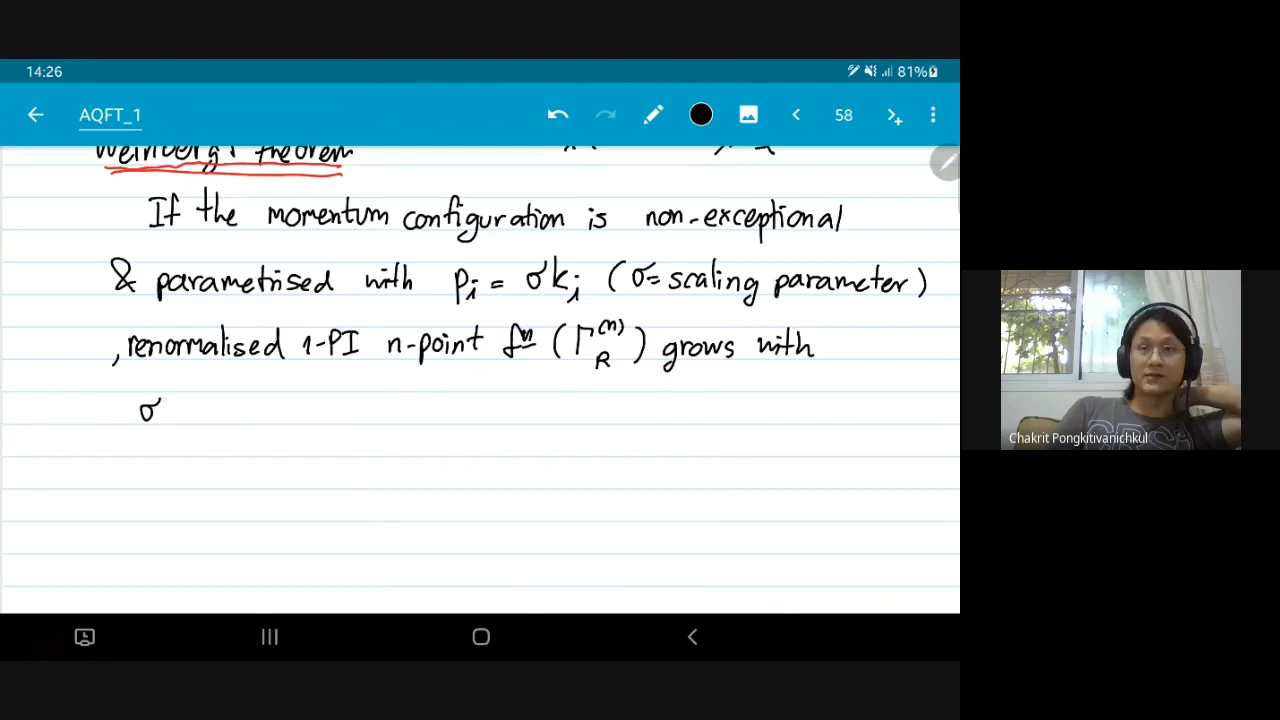 14:26
81%
AQFT_1
58
Weinberg's theorem
If the momentum configuration is non-exceptional
& parametrised with pᵢ = σkᵢ (σ = scaling parameter)
, renormalised 1-PI n-point fn (Γ_R^(n)) grows with
σ
Chakrit Pongkitivanichkul